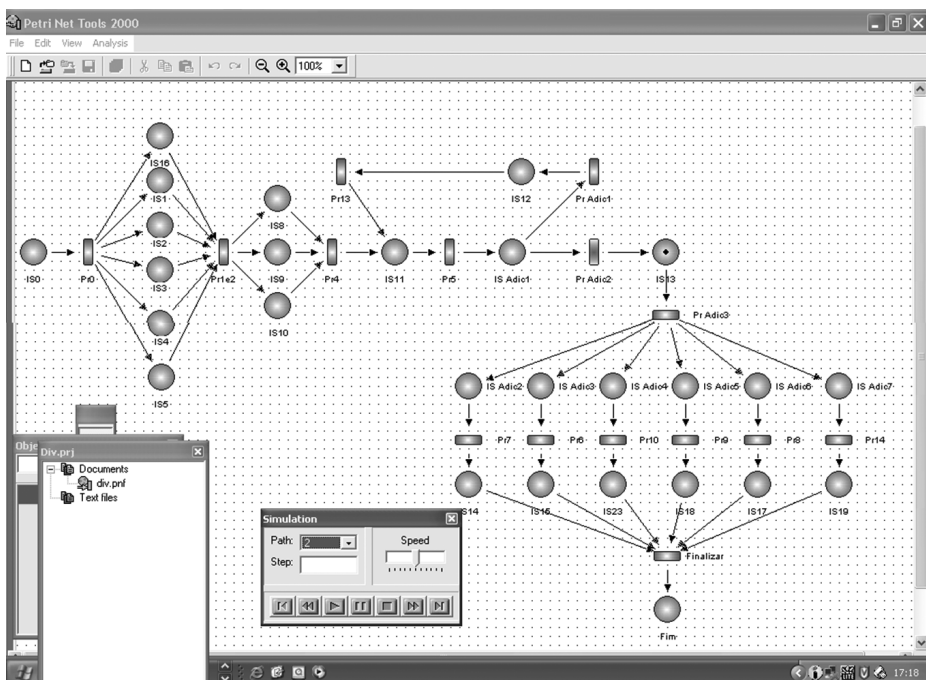 Petri Net Tools 2000
File Edit View Analysis
100%
IS16
IS1
IS2
IS3
IS4
IS5
IS0
Pr0
Pr1e2
IS8
IS9
IS10
Pr4
Pr13
IS11
Pr5
IS Adic1
IS12
Pr Adic1
Pr Adic2
IS13
Pr Adic3
IS Adic2
IS Adic3
IS Adic4
IS Adic5
IS Adic6
IS Adic7
Pr7
Pr6
Pr10
Pr9
Pr8
Pr14
IS14
IS15
IS23
IS18
IS17
IS19
Finalizar
Fim
Obje
Div.prj
Documents
div.pnf
Text files
Simulation
Path: 2
Speed
Step:
17:18